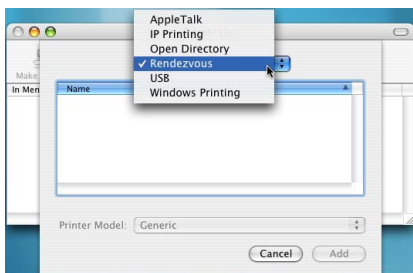 AppleTalk
IP Printing
Open Directory
✓ Rendezvous
USB
Windows Printing
Make
In Men
Name
Printer Model: Generic
Cancel Add